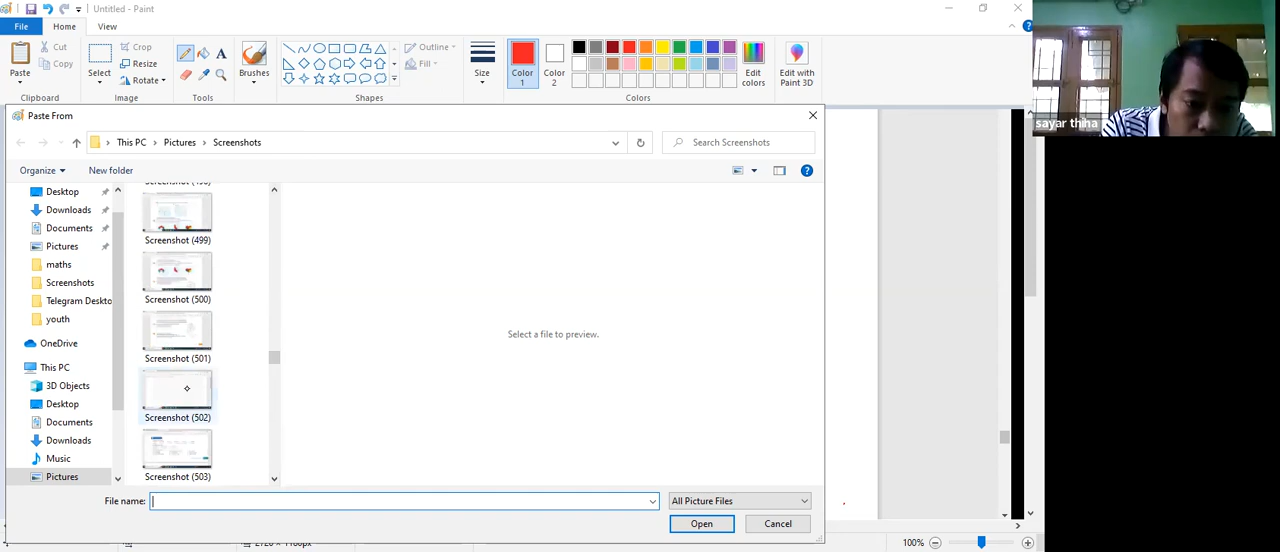 Untitled - Paint
File
Home
View
Paste
Cut
Copy
Clipboard
Select
Crop
Resize
Rotate
Image
A
Tools
Brushes
Outline
Fill
Shapes
Size
Color
1
Color
2
Edit
colors
Colors
Edit with
Paint 3D
sayar thiha
Paste From
This PC
Pictures
Screenshots
Search Screenshots
Organize
New folder
Desktop
Downloads
Documents
Pictures
maths
Screenshots
Telegram Deskto
youth
OneDrive
This PC
3D Objects
Desktop
Documents
Downloads
Music
Pictures
Screenshot (499)
Screenshot (500)
Screenshot (501)
Screenshot (502)
Screenshot (503)
Select a file to preview.
File name:
All Picture Files
Open
Cancel
100%